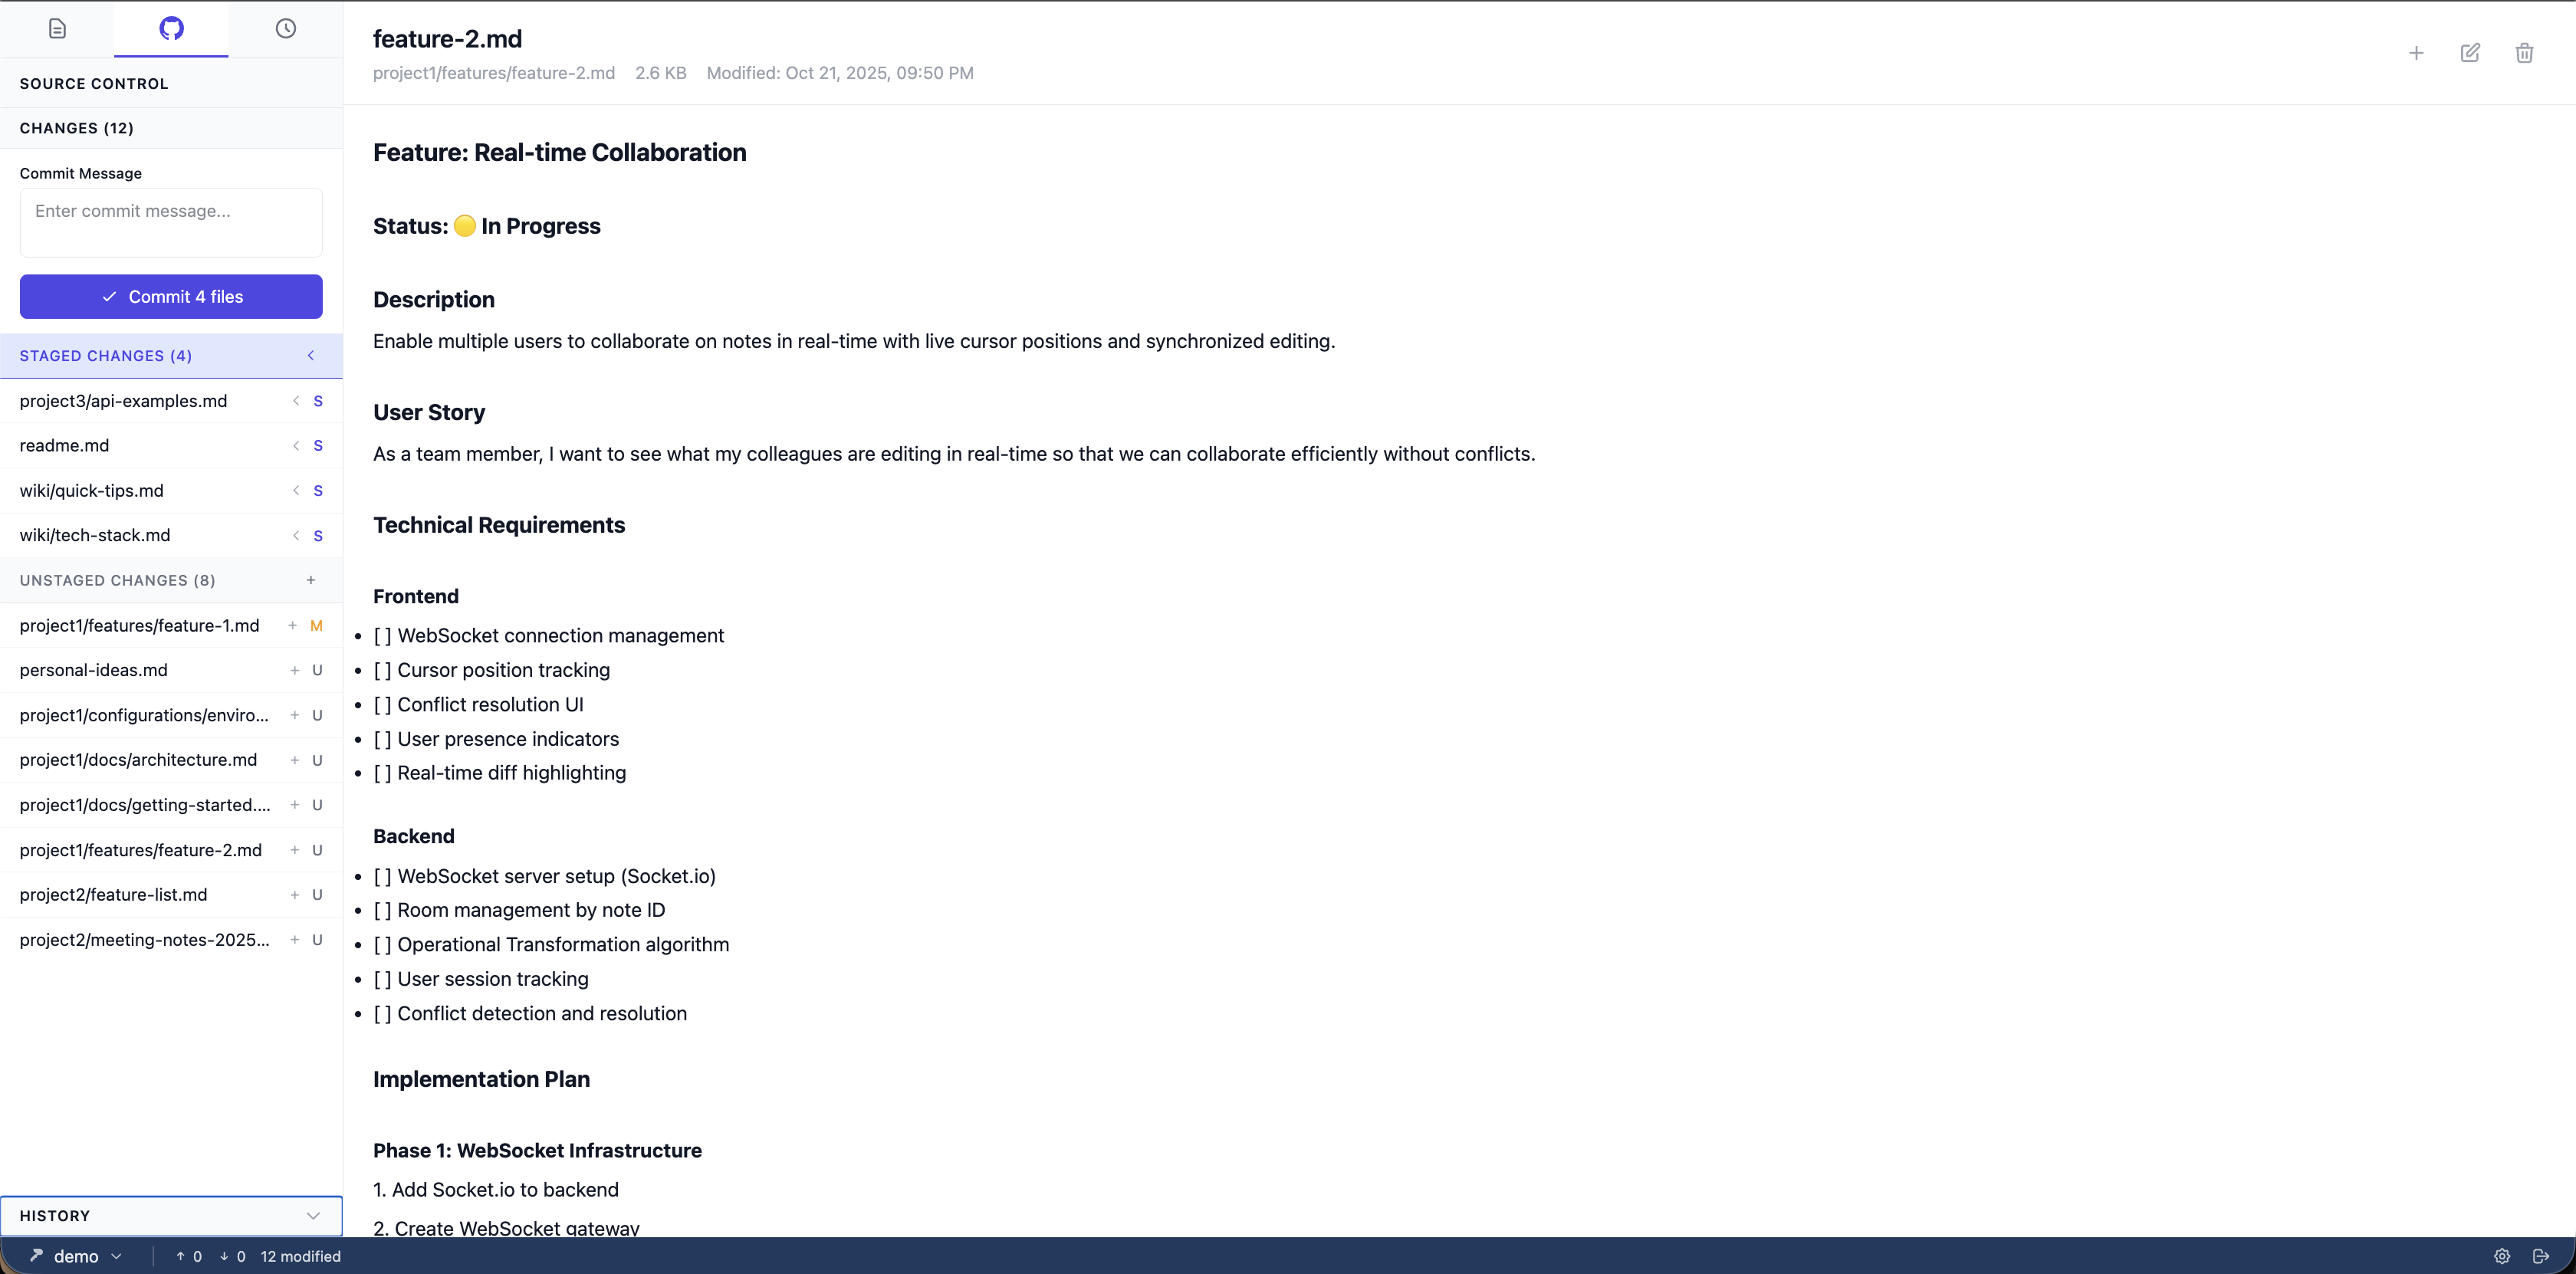 SOURCE CONTROL
CHANGES (12)
Commit Message
Enter commit message...
Commit 4 files
STAGED CHANGES (4)
project3/api-examples.md S
readme.md S
wiki/quick-tips.md S
wiki/tech-stack.md S
UNSTAGED CHANGES (8)
project1/features/feature-1.md + M
personal-ideas.md + U
project1/configurations/enviro... + U
project1/docs/architecture.md + U
project1/docs/getting-started.... + U
project1/features/feature-2.md + U
project2/feature-list.md + U
project2/meeting-notes-2025... + U
HISTORY
feature-2.md
project1/features/feature-2.md 2.6 KB Modified: Oct 21, 2025, 09:50 PM
Feature: Real-time Collaboration
Status: 🟡 In Progress
Description
Enable multiple users to collaborate on notes in real-time with live cursor positions and synchronized editing.
User Story
As a team member, I want to see what my colleagues are editing in real-time so that we can collaborate efficiently without conflicts.
Technical Requirements
Frontend
• [ ] WebSocket connection management
• [ ] Cursor position tracking
• [ ] Conflict resolution UI
• [ ] User presence indicators
• [ ] Real-time diff highlighting
Backend
• [ ] WebSocket server setup (Socket.io)
• [ ] Room management by note ID
• [ ] Operational Transformation algorithm
• [ ] User session tracking
• [ ] Conflict detection and resolution
Implementation Plan
Phase 1: WebSocket Infrastructure
1. Add Socket.io to backend
2. Create WebSocket gateway
demo ↑ 0 ↓ 0 12 modified